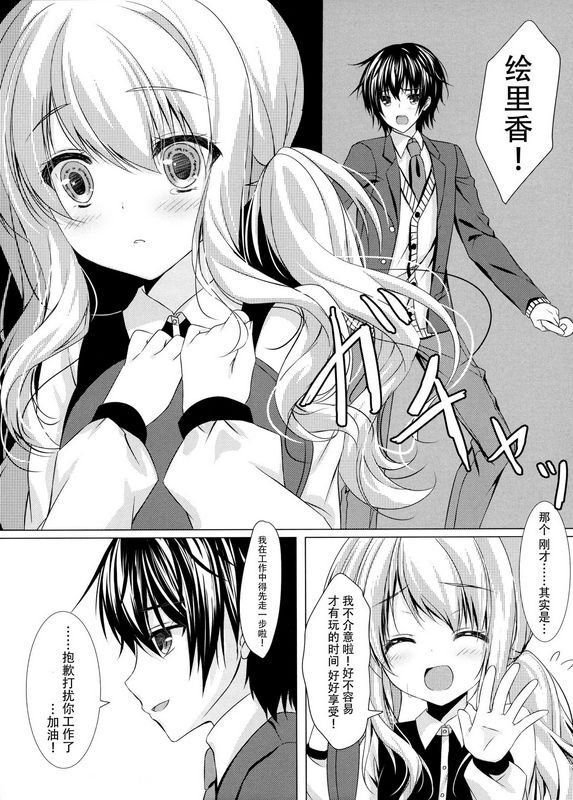 绘里香！
ガチャッ
那个 刚才……其实是…
我不介意啦！好不容易
才有玩的时间 好好享受！
我在工作中得
先走一步啦！
……抱歉打扰你工作了
…加油！